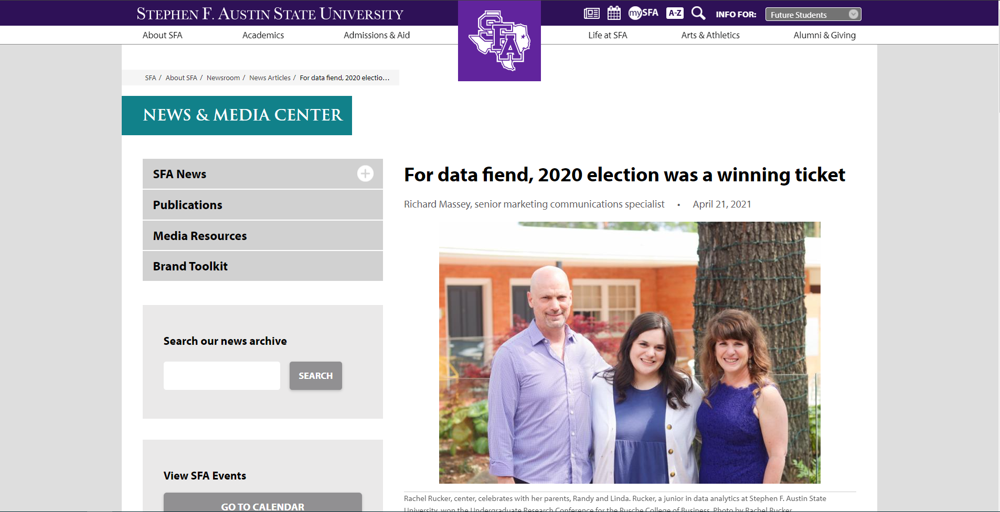 STEPHEN F. AUSTIN STATE UNIVERSITY
mySFA
A-Z
INFO FOR:
Future Students
About SFA
Academics
Admissions & Aid
SFA
Life at SFA
Arts & Athletics
Alumni & Giving
SFA / About SFA / Newsroom / News Articles / For data fiend, 2020 electio...
NEWS & MEDIA CENTER
SFA News
Publications
Media Resources
Brand Toolkit
Search our news archive
SEARCH
View SFA Events
GO TO CALENDAR
For data fiend, 2020 election was a winning ticket
Richard Massey, senior marketing communications specialist • April 21, 2021
Rachel Rucker, center, celebrates with her parents, Randy and Linda. Rucker, a junior in data analytics at Stephen F. Austin State
University, won the Undergraduate Research Conference for the Rusche College of Business. Photo by Rachel Rucker